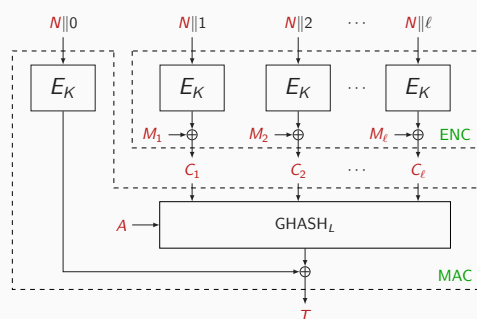 N‖0 N‖1 N‖2 ··· N‖ℓ
E_K E_K E_K ··· E_K
M_1 M_2 M_ℓ ENC
C_1 C_2 ··· C_ℓ
A GHASH_L
MAC
T